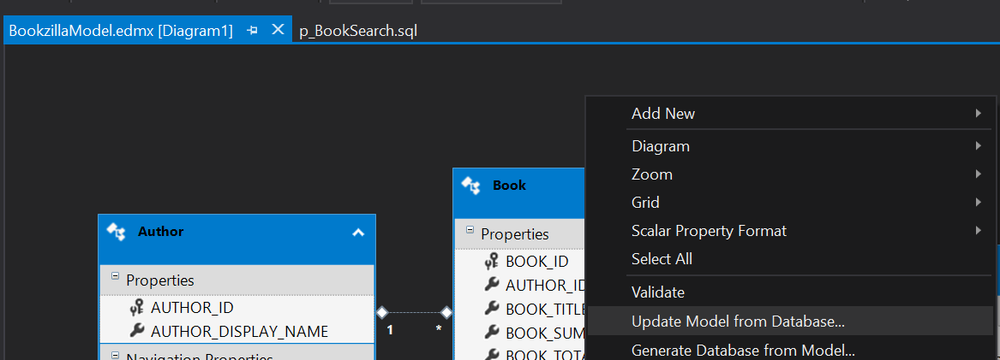 BookzillaModel.edmx [Diagram1]
p_BookSearch.sql
Add New
Diagram
Zoom
Grid
Scalar Property Format
Select All
Validate
Update Model from Database...
Generate Database from Model...
Book
Properties
BOOK_ID
AUTHOR_ID
BOOK_TITLE
BOOK_SUM
BOOK_TOTA
Author
Properties
AUTHOR_ID
AUTHOR_DISPLAY_NAME
Navigation Properties
1 *